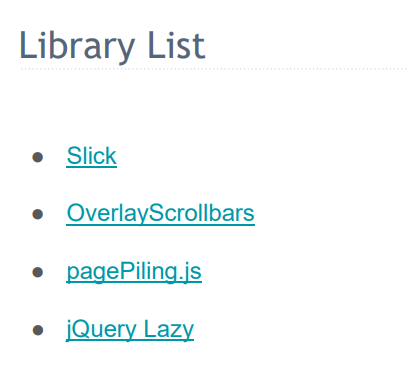 Library List
● Slick
● OverlayScrollbars
● pagePiling.js
● jQuery Lazy